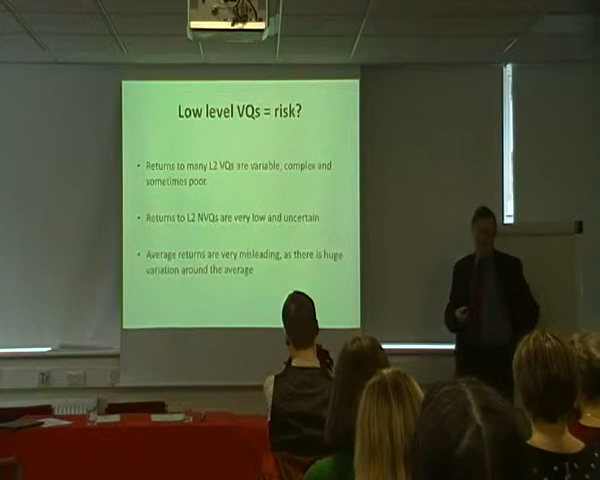 Low level VQs = risk?
• Returns to many L2 VQs are variable, complex and
sometimes poor.
• Returns to L2 NVQs are very low and uncertain
• Average returns are very misleading, as there is huge
variation around the average